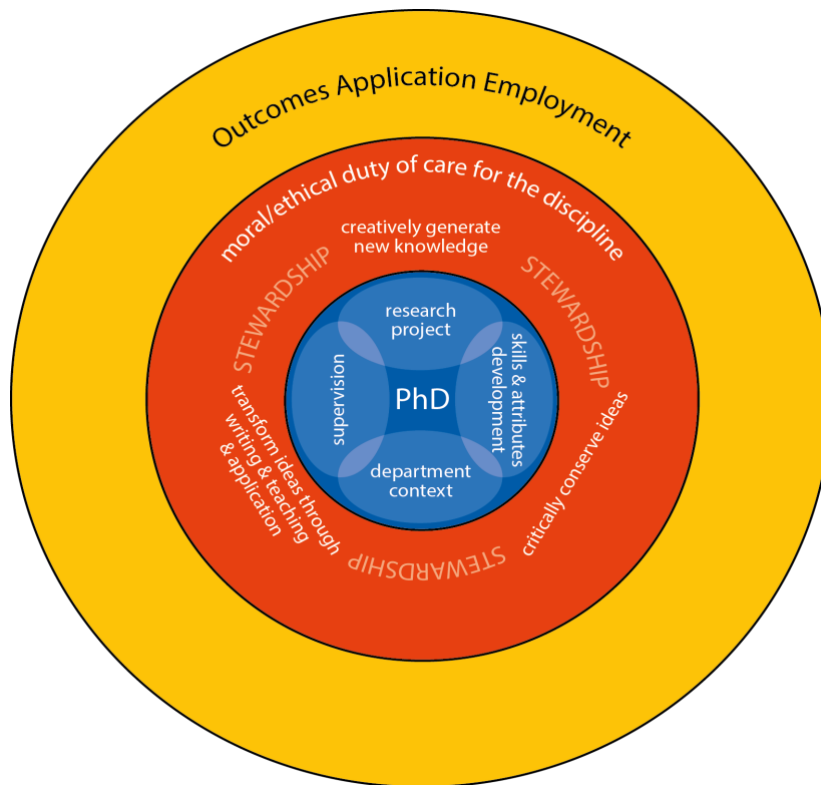 Outcomes Application Employment
moral/ethical duty of care for the discipline
creatively generate
new knowledge
STEWARDSHIP
STEWARDSHIP
research
project
supervision
PhD
skills & attributes
development
department
context
transform ideas through
writing & teaching
& application
critically conserve ideas
STEWARDSHIP